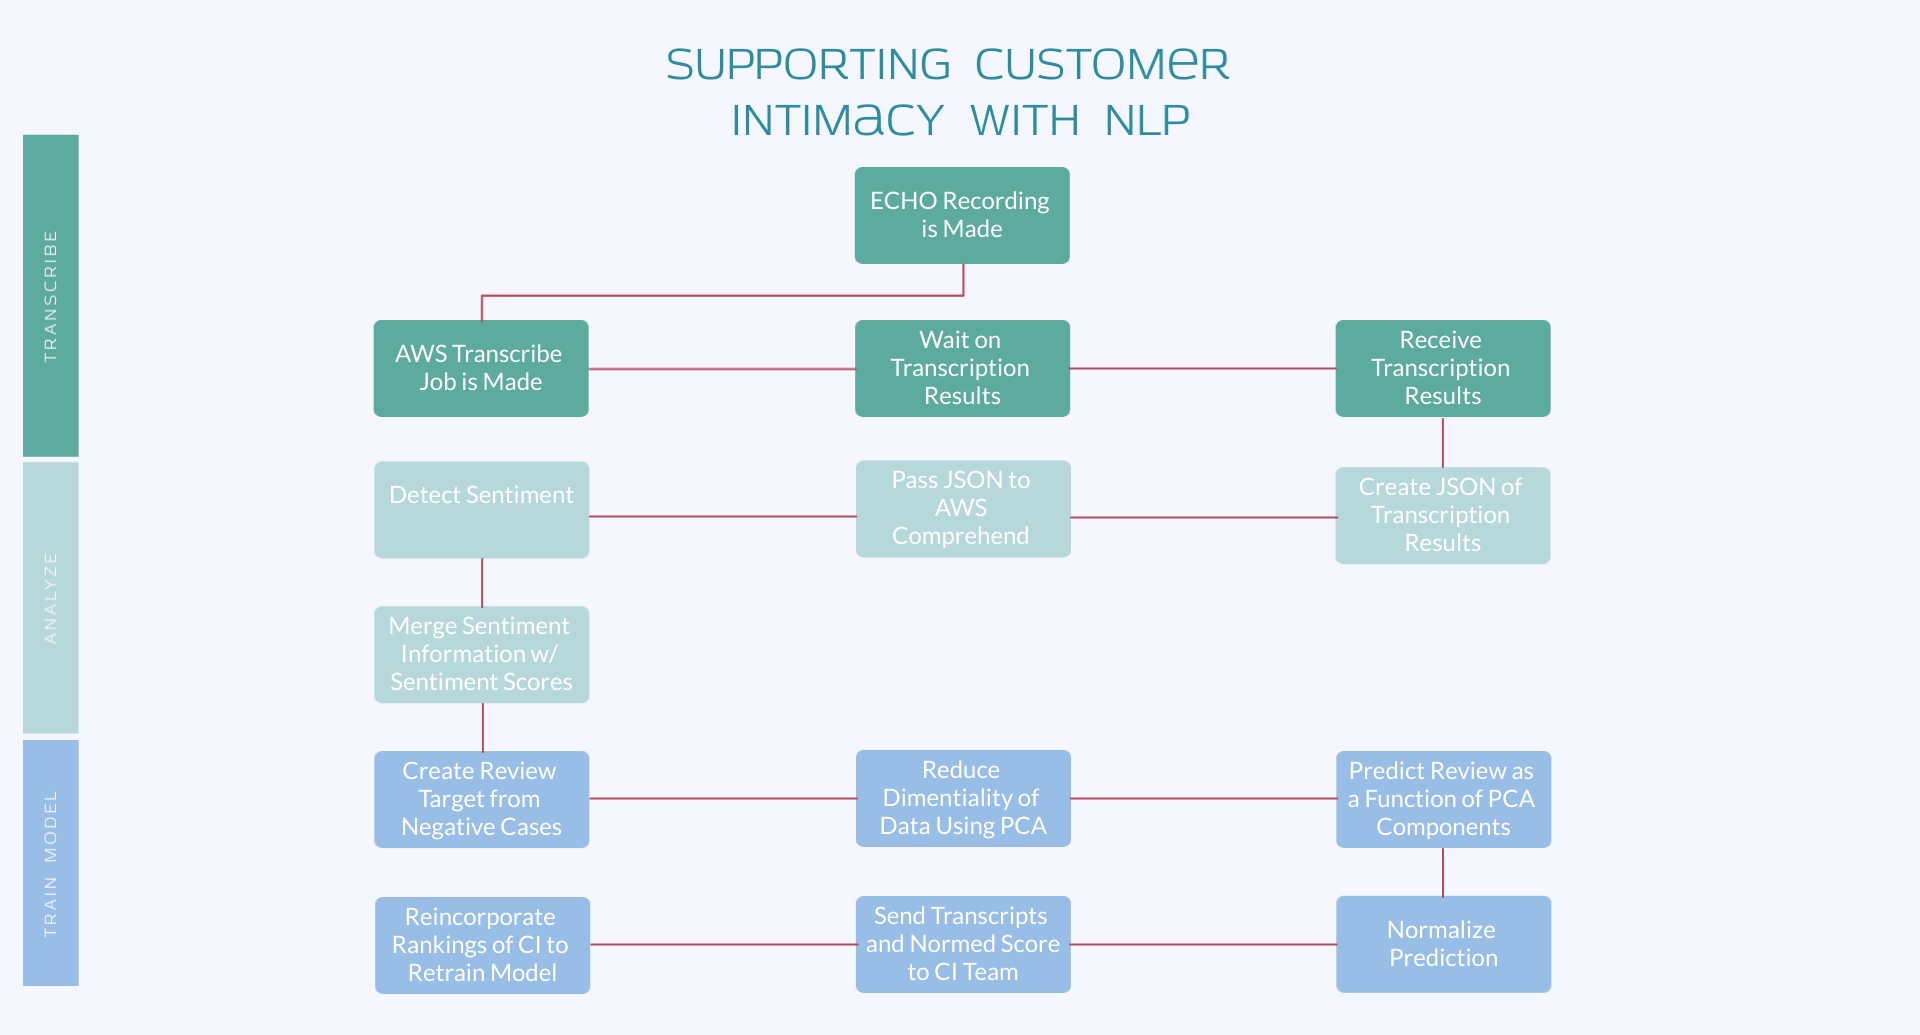 SUPPORTING CUSTOMER
INTIMACY WITH NLP
TRANSCRIBE
ECHO Recording
is Made
AWS Transcribe
Job is Made
Wait on
Transcription
Results
Receive
Transcription
Results
ANALYZE
Create JSON of
Transcription
Results
Pass JSON to
AWS
Comprehend
Detect Sentiment
Merge Sentiment
Information w/
Sentiment Scores
TRAIN MODEL
Create Review
Target from
Negative Cases
Reduce
Dimentiality of
Data Using PCA
Predict Review as
a Function of PCA
Components
Normalize
Prediction
Send Transcripts
and Normed Score
to CI Team
Reincorporate
Rankings of CI to
Retrain Model